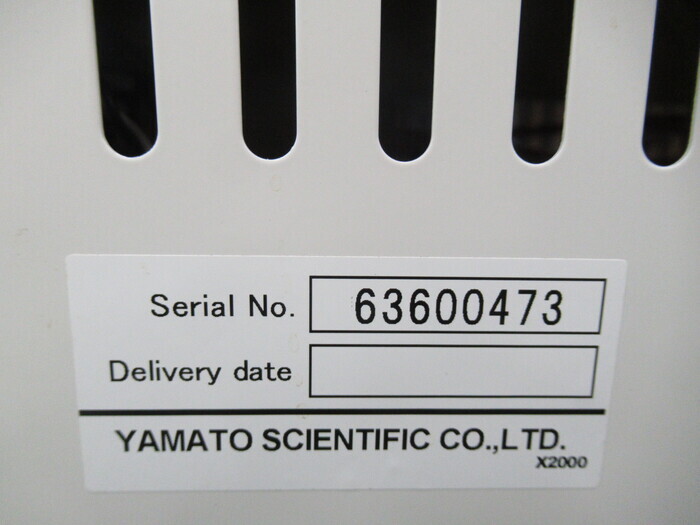 Serial No. 63600473
Delivery date
YAMATO SCIENTIFIC CO.,LTD.
X2000